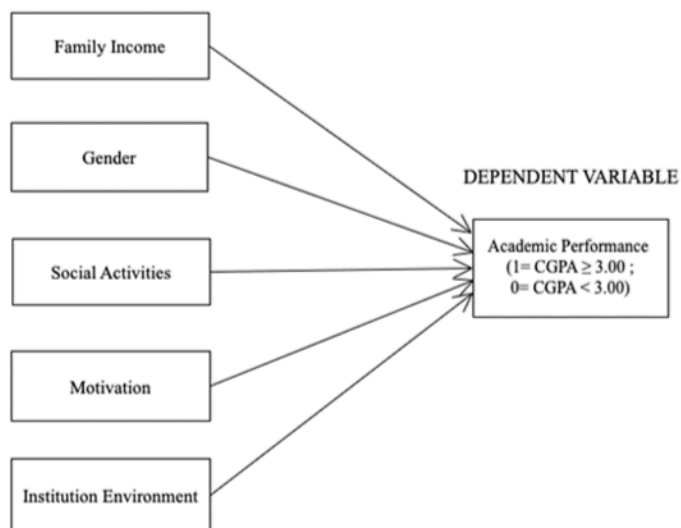 Family Income
Gender
DEPENDENT VARIABLE
Academic Performance
(1= CGPA ≥ 3.00 ;
0= CGPA < 3.00)
Social Activities
Motivation
Institution Environment